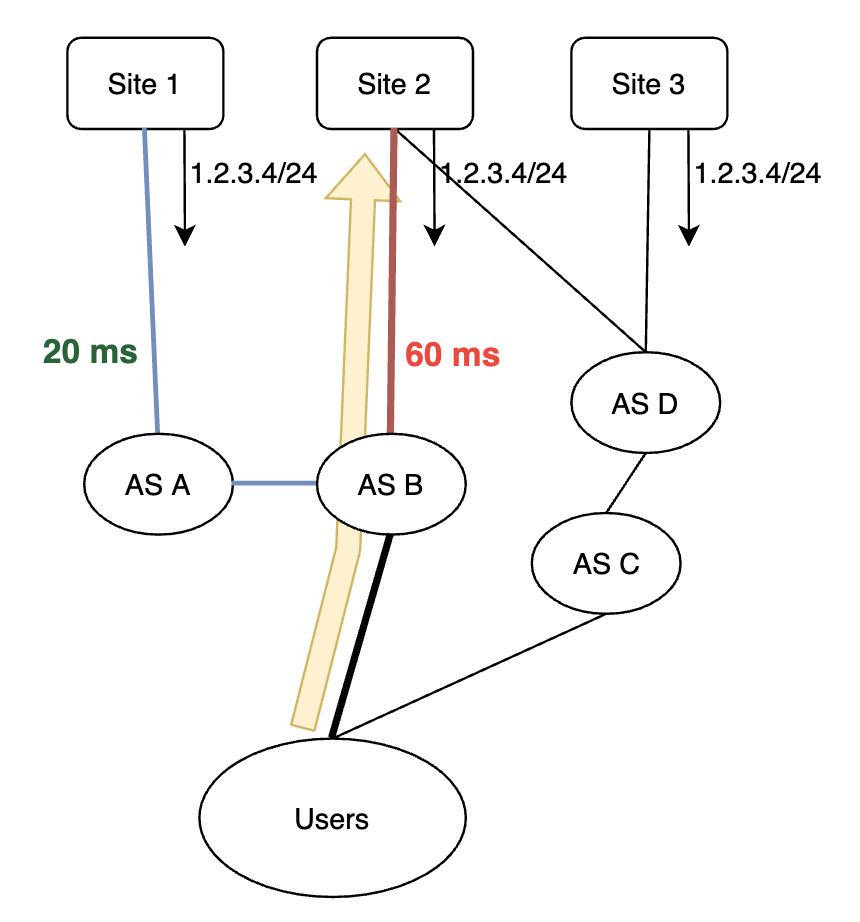 Site 1
Site 2
Site 3
1.2.3.4/24
1.2.3.4/24
1.2.3.4/24
20 ms
60 ms
AS D
AS A
AS B
AS C
Users